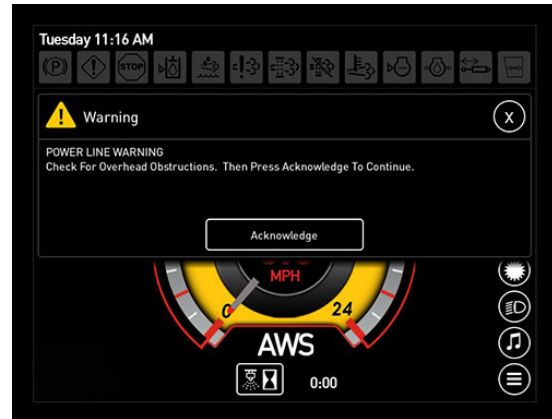 Tuesday 11:16 AM
(P) STOP
Warning X
POWER LINE WARNING
Check For Overhead Obstructions. Then Press Acknowledge To Continue.
Acknowledge
MPH
0 24
AWS
0:00